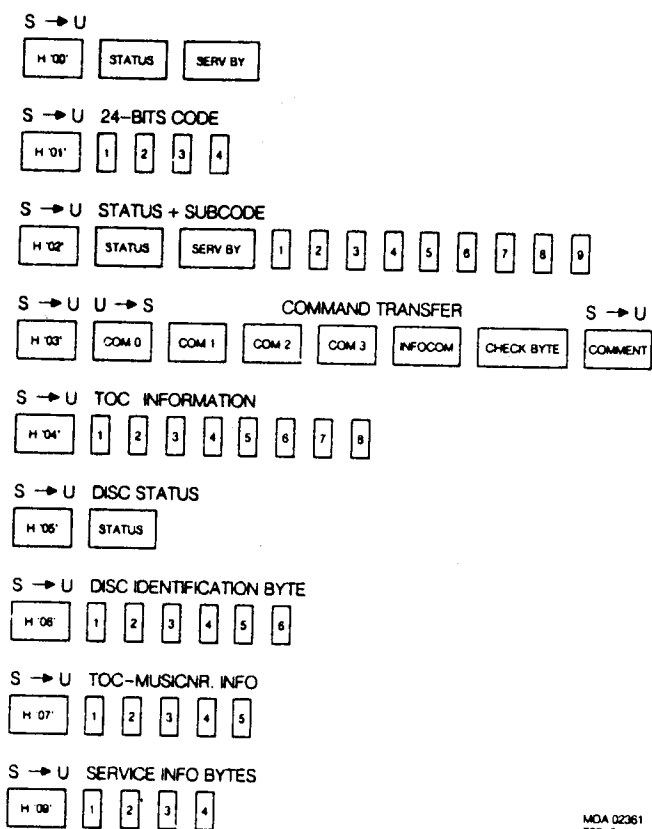 S → U
H '00' STATUS SERV BY
S → U 24-BITS CODE
H '01' 1 2 3 4
S → U STATUS + SUBCODE
H '02' STATUS SERV BY 1 2 3 4 5 6 7 8 9
S → U U → S COMMAND TRANSFER S → U
H '03' COM 0 COM 1 COM 2 COM 3 INFOCOM CHECK BYTE COMMENT
S → U TOC INFORMATION
H '04' 1 2 3 4 5 6 7 8
S → U DISC STATUS
H '05' STATUS
S → U DISC IDENTIFICATION BYTE
H '06' 1 2 3 4 5 6
S → U TOC-MUSICNR. INFO
H '07' 1 2 3 4 5
S → U SERVICE INFO BYTES
1 2 3 4
MDA 02361